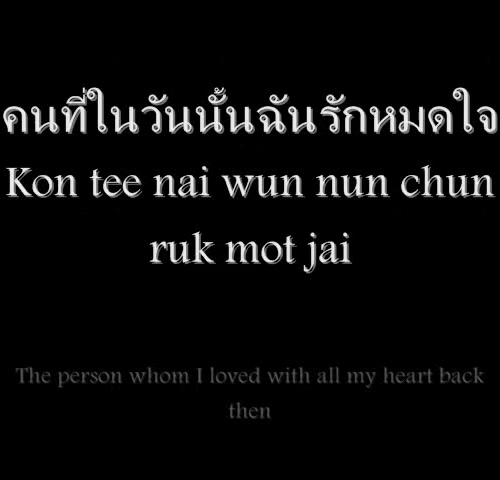 คนที่ในวันนั้นฉันรักหมดใจ
Kon tee nai wun nun chun
ruk mot jai
The person whom I loved with all my heart back
then